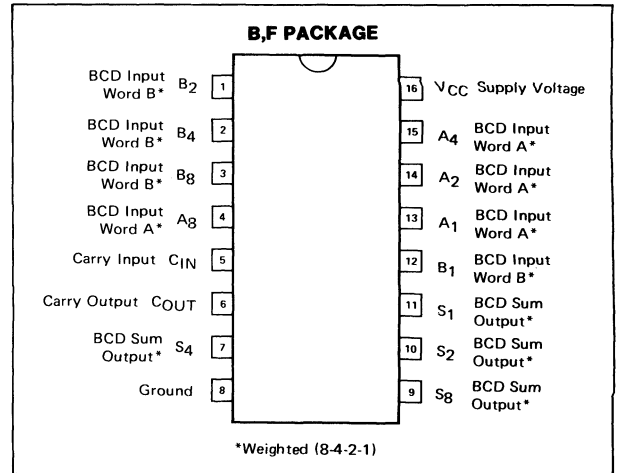 B,F PACKAGE
BCD Input
Word B* B2 1
BCD Input
Word B* B4 2
BCD Input
Word B* B8 3
BCD Input
Word A* A8 4
Carry Input CIN 5
Carry Output COUT 6
BCD Sum
Output* S4 7
Ground 8
16 VCC Supply Voltage
15 A4 BCD Input
Word A*
14 A2 BCD Input
Word A*
13 A1 BCD Input
Word A*
12 B1 BCD Input
Word B*
11 S1 BCD Sum
Output*
10 S2 BCD Sum
Output*
9 S8 BCD Sum
Output*
*Weighted (8-4-2-1)